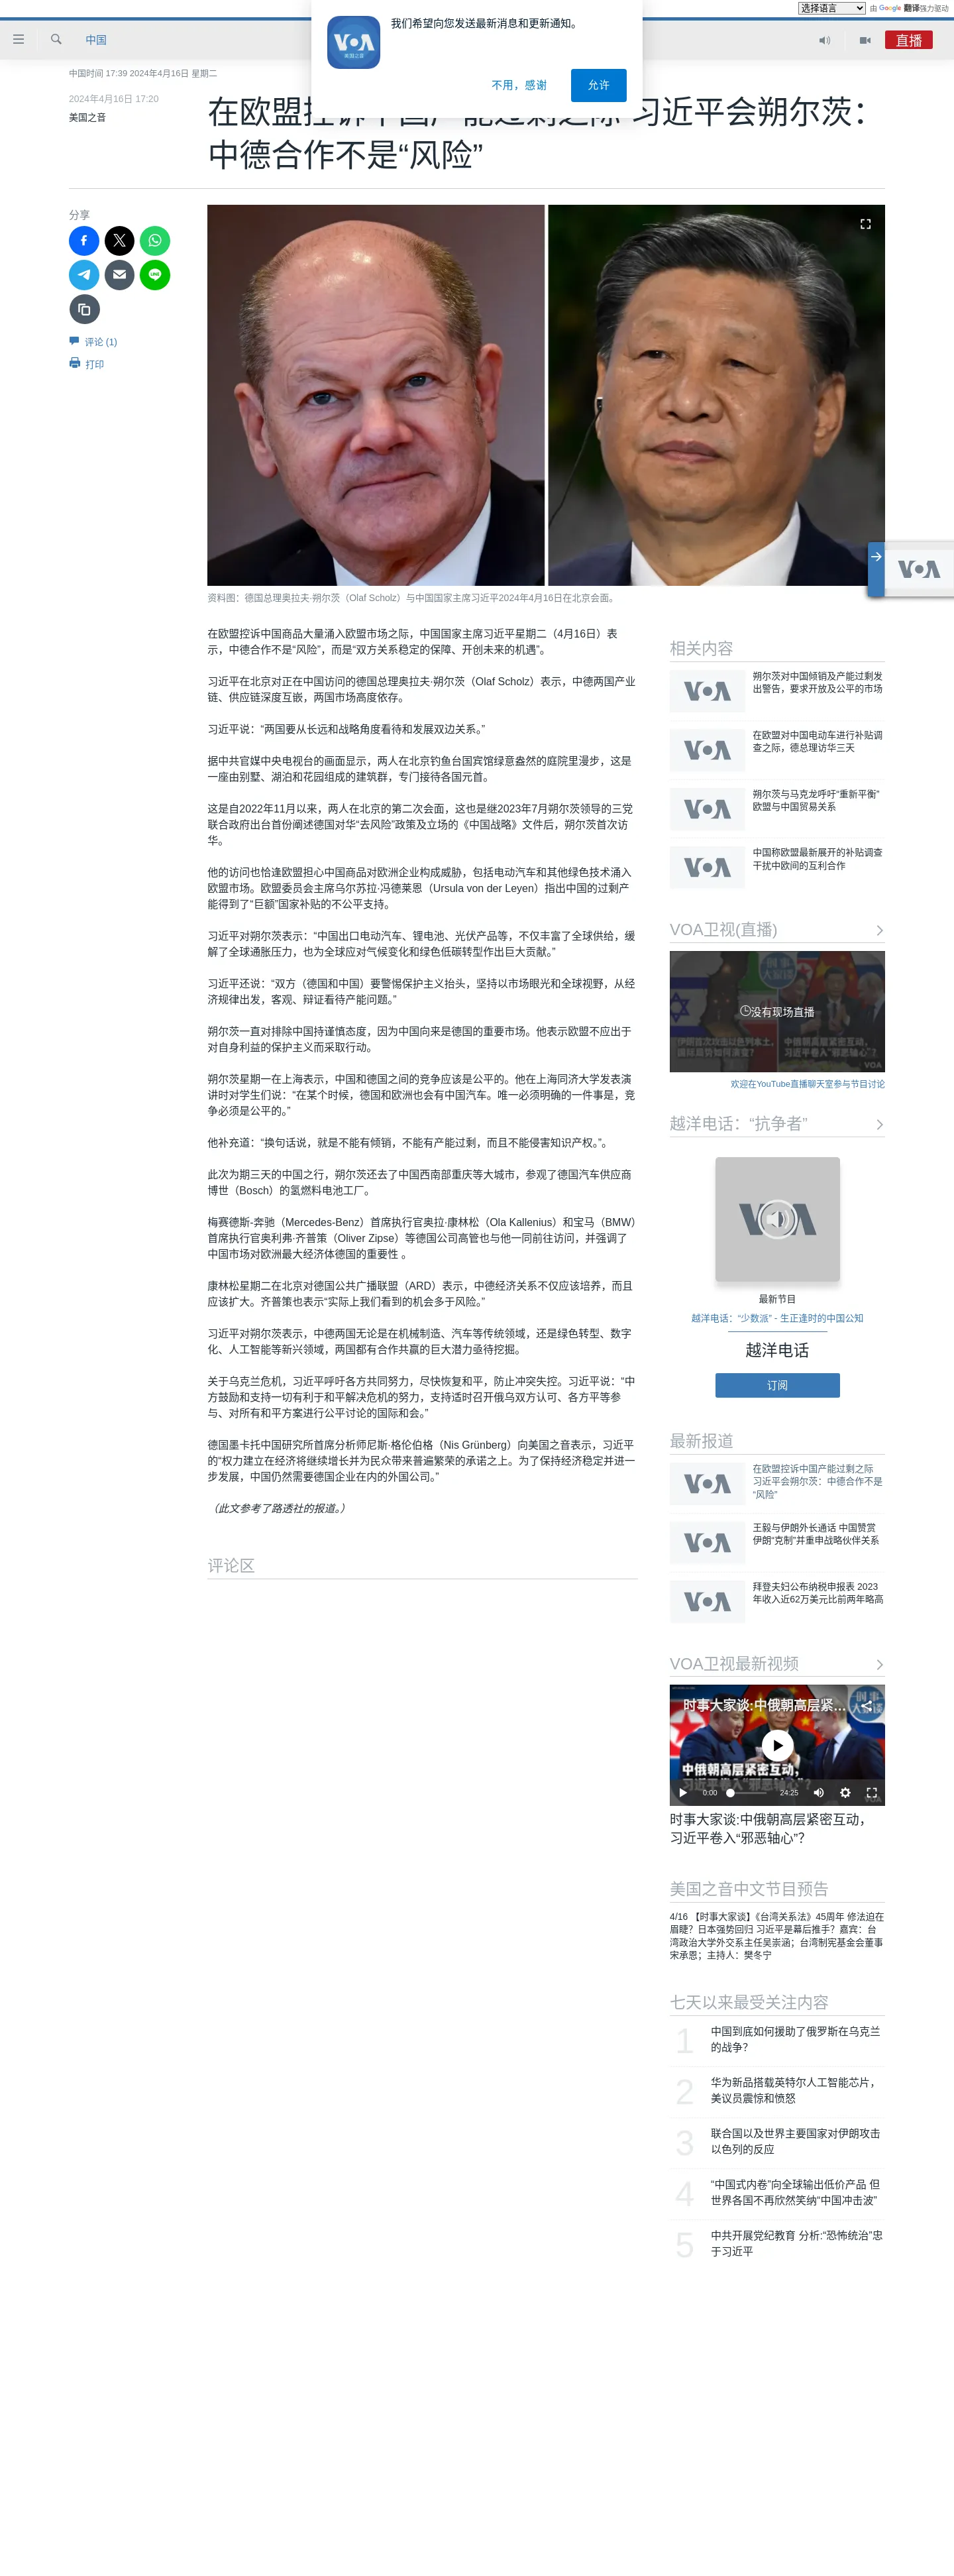 选择语言
由 Google 翻译强力驱动
我们希望向您发送最新消息和更新通知。
VOA
美国之音
不用，感谢
允许
中国
直播
中国时间 17:39 2024年4月16日 星期二
2024年4月16日 17:20
美国之音
在欧盟控诉中国产能过剩之际 习近平会朔尔茨：
中德合作不是“风险”
分享
评论 (1)
打印
资料图：德国总理奥拉夫·朔尔茨（Olaf Scholz）与中国国家主席习近平2024年4月16日在北京会面。
VOA
在欧盟控诉中国商品大量涌入欧盟市场之际，中国国家主席习近平星期二（4月16日）表
示，中德合作不是“风险”，而是“双方关系稳定的保障、开创未来的机遇”。
习近平在北京对正在中国访问的德国总理奥拉夫·朔尔茨（Olaf Scholz）表示，中德两国产业
链、供应链深度互嵌，两国市场高度依存。
习近平说：“两国要从长远和战略角度看待和发展双边关系。”
据中共官媒中央电视台的画面显示，两人在北京钓鱼台国宾馆绿意盎然的庭院里漫步，这是
一座由别墅、湖泊和花园组成的建筑群，专门接待各国元首。
这是自2022年11月以来，两人在北京的第二次会面，这也是继2023年7月朔尔茨领导的三党
联合政府出台首份阐述德国对华“去风险”政策及立场的《中国战略》文件后，朔尔茨首次访
华。
他的访问也恰逢欧盟担心中国商品对欧洲企业构成威胁，包括电动汽车和其他绿色技术涌入
欧盟市场。欧盟委员会主席乌尔苏拉·冯德莱恩（Ursula von der Leyen）指出中国的过剩产
能得到了“巨额”国家补贴的不公平支持。
习近平对朔尔茨表示：“中国出口电动汽车、锂电池、光伏产品等，不仅丰富了全球供给，缓
解了全球通胀压力，也为全球应对气候变化和绿色低碳转型作出巨大贡献。”
习近平还说：“双方（德国和中国）要警惕保护主义抬头，坚持以市场眼光和全球视野，从经
济规律出发，客观、辩证看待产能问题。”
朔尔茨一直对排除中国持谨慎态度，因为中国向来是德国的重要市场。他表示欧盟不应出于
对自身利益的保护主义而采取行动。
朔尔茨星期一在上海表示，中国和德国之间的竞争应该是公平的。他在上海同济大学发表演
讲时对学生们说：“在某个时候，德国和欧洲也会有中国汽车。唯一必须明确的一件事是，竞
争必须是公平的。”
他补充道：“换句话说，就是不能有倾销，不能有产能过剩，而且不能侵害知识产权。”。
此次为期三天的中国之行，朔尔茨还去了中国西南部重庆等大城市，参观了德国汽车供应商
博世（Bosch）的氢燃料电池工厂。
梅赛德斯-奔驰（Mercedes-Benz）首席执行官奥拉·康林松（Ola Kallenius）和宝马（BMW）
首席执行官奥利弗·齐普策（Oliver Zipse）等德国公司高管也与他一同前往访问，并强调了
中国市场对欧洲最大经济体德国的重要性 。
康林松星期二在北京对德国公共广播联盟（ARD）表示，中德经济关系不仅应该培养，而且
应该扩大。齐普策也表示“实际上我们看到的机会多于风险。”
习近平对朔尔茨表示，中德两国无论是在机械制造、汽车等传统领域，还是绿色转型、数字
化、人工智能等新兴领域，两国都有合作共赢的巨大潜力亟待挖掘。
关于乌克兰危机，习近平呼吁各方共同努力，尽快恢复和平，防止冲突失控。习近平说：“中
方鼓励和支持一切有利于和平解决危机的努力，支持适时召开俄乌双方认可、各方平等参
与、对所有和平方案进行公平讨论的国际和会。”
德国墨卡托中国研究所首席分析师尼斯·格伦伯格（Nis Grünberg）向美国之音表示，习近平
的“权力建立在经济将继续增长并为民众带来普遍繁荣的承诺之上。为了保持经济稳定并进一
步发展，中国仍然需要德国企业在内的外国公司。”
（此文参考了路透社的报道。）
评论区
相关内容
VOA
朔尔茨对中国倾销及产能过剩发
出警告，要求开放及公平的市场
VOA
在欧盟对中国电动车进行补贴调
查之际，德总理访华三天
VOA
朔尔茨与马克龙呼吁“重新平衡”
欧盟与中国贸易关系
VOA
中国称欧盟最新展开的补贴调查
干扰中欧间的互利合作
VOA卫视(直播)
没有现场直播
欢迎在YouTube直播聊天室参与节目讨论
越洋电话：“抗争者”
VOA
最新节目
越洋电话：“少数派” - 生正逢时的中国公知
越洋电话
订阅
最新报道
VOA
在欧盟控诉中国产能过剩之际
习近平会朔尔茨：中德合作不是
“风险”
VOA
王毅与伊朗外长通话 中国赞赏
伊朗“克制”并重申战略伙伴关系
VOA
拜登夫妇公布纳税申报表 2023
年收入近62万美元比前两年略高
VOA卫视最新视频
时事大家谈:中俄朝高层紧...
中俄朝高层紧密互动，
习近平卷入“邪恶轴心”？
0:00
24:25
时事大家谈:中俄朝高层紧密互动，
习近平卷入“邪恶轴心”？
美国之音中文节目预告
4/16 【时事大家谈】《台湾关系法》45周年 修法迫在
眉睫？日本强势回归 习近平是幕后推手？嘉宾：台
湾政治大学外交系主任吴崇涵；台湾制宪基金会董事
宋承恩；主持人：樊冬宁
七天以来最受关注内容
1
中国到底如何援助了俄罗斯在乌克兰
的战争？
2
华为新品搭载英特尔人工智能芯片，
美议员震惊和愤怒
3
联合国以及世界主要国家对伊朗攻击
以色列的反应
4
“中国式内卷”向全球输出低价产品 但
世界各国不再欣然笑纳“中国冲击波”
5
中共开展党纪教育 分析:“恐怖统治”忠
于习近平